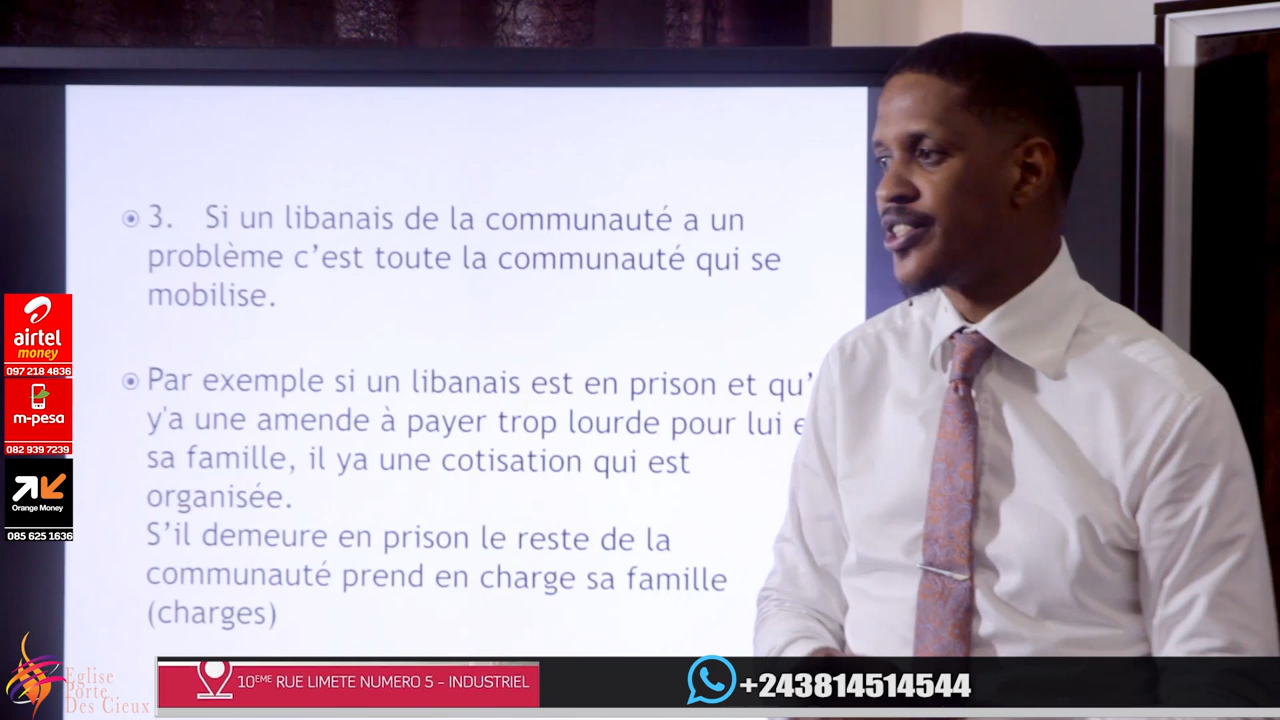 3. Si un libanais de la communauté a un
problème c’est toute la communauté qui se
mobilise.
Par exemple si un libanais est en prison et qu’
y'a une amende à payer trop lourde pour lui e
sa famille, il ya une cotisation qui est
organisée.
S’il demeure en prison le reste de la
communauté prend en charge sa famille
(charges)
airtel
money
097 218 4836
m-pesa
082 939 7239
Orange Money
085 625 1636
Eglise
Porte
Des Cieux
10EME RUE LIMETE NUMERO 5 - INDUSTRIEL
+243814514544